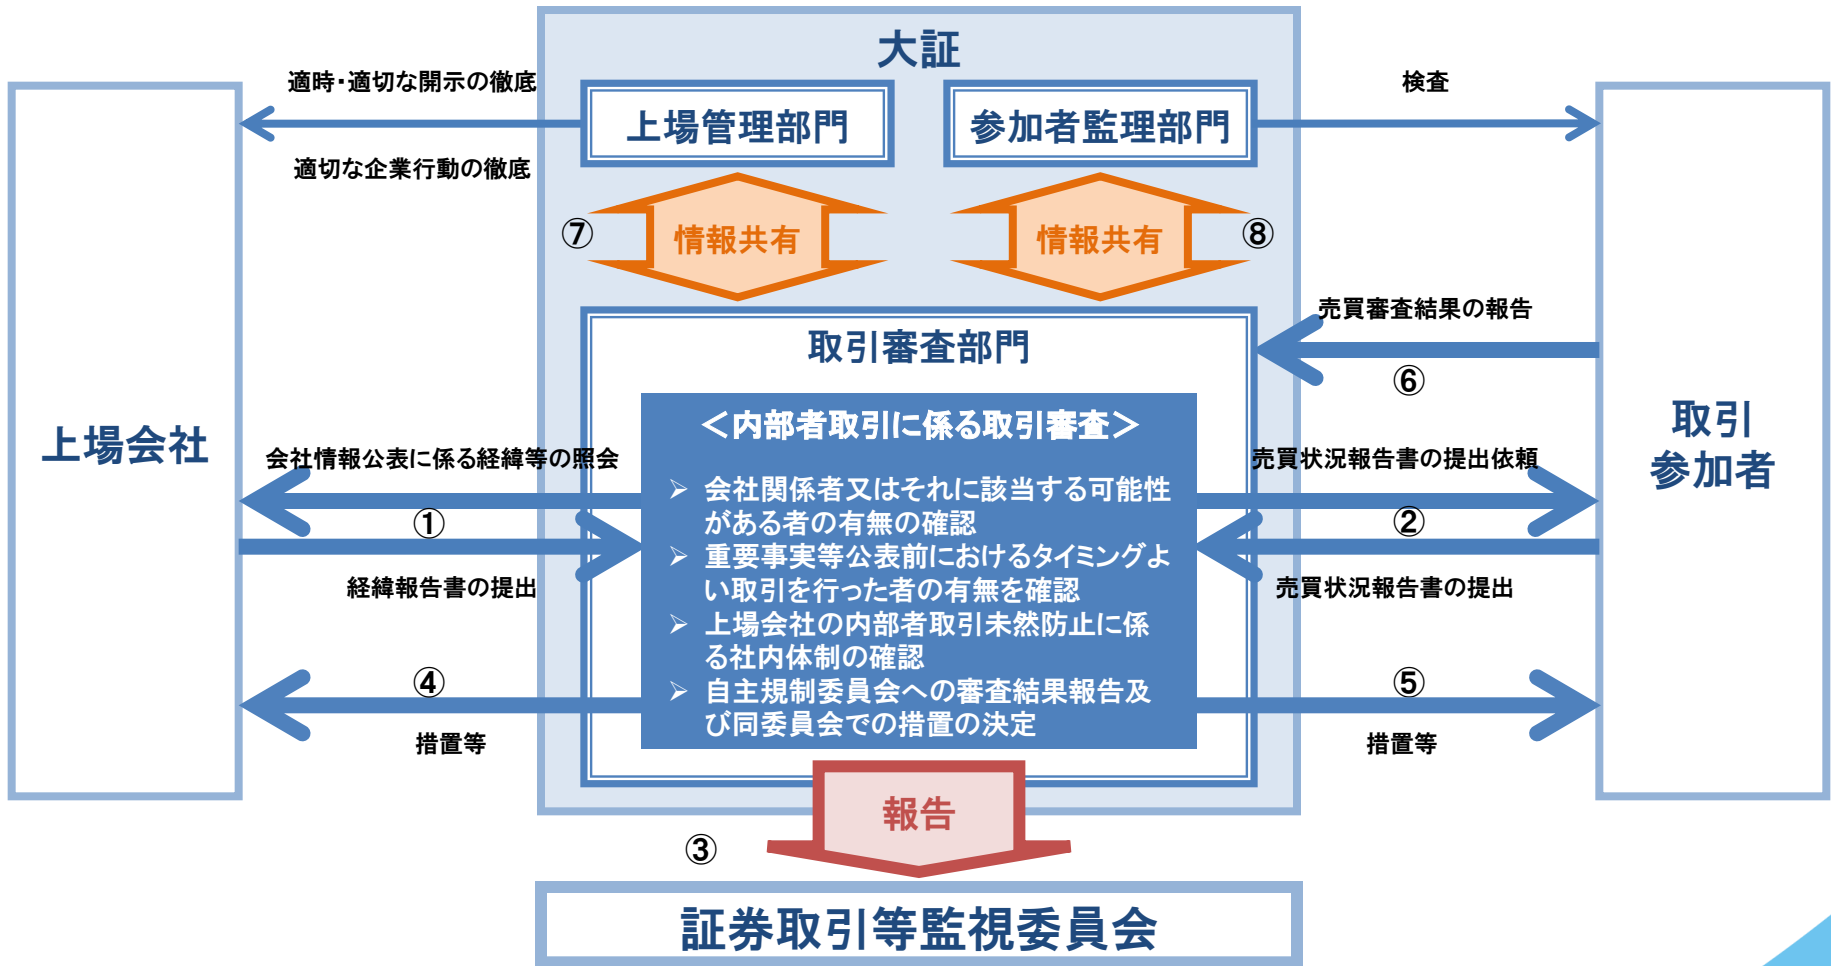 大証
適時・適切な開示の徹底
検査
上場管理部門
参加者監理部門
適切な企業行動の徹底
⑦
情報共有
情報共有
⑧
売買審査結果の報告
取引審査部門
⑥
＜内部者取引に係る取引審査＞
上場会社
取引
参加者
会社情報公表に係る経緯等の照会
売買状況報告書の提出依頼
➢ 会社関係者又はそれに該当する可能性
がある者の有無の確認
①
②
➢ 重要事実等公表前におけるタイミングよ
い取引を行った者の有無を確認
経緯報告書の提出
売買状況報告書の提出
➢ 上場会社の内部者取引未然防止に係
る社内体制の確認
④
⑤
➢ 自主規制委員会への審査結果報告及
び同委員会での措置の決定
措置等
措置等
報告
③
証券取引等監視委員会